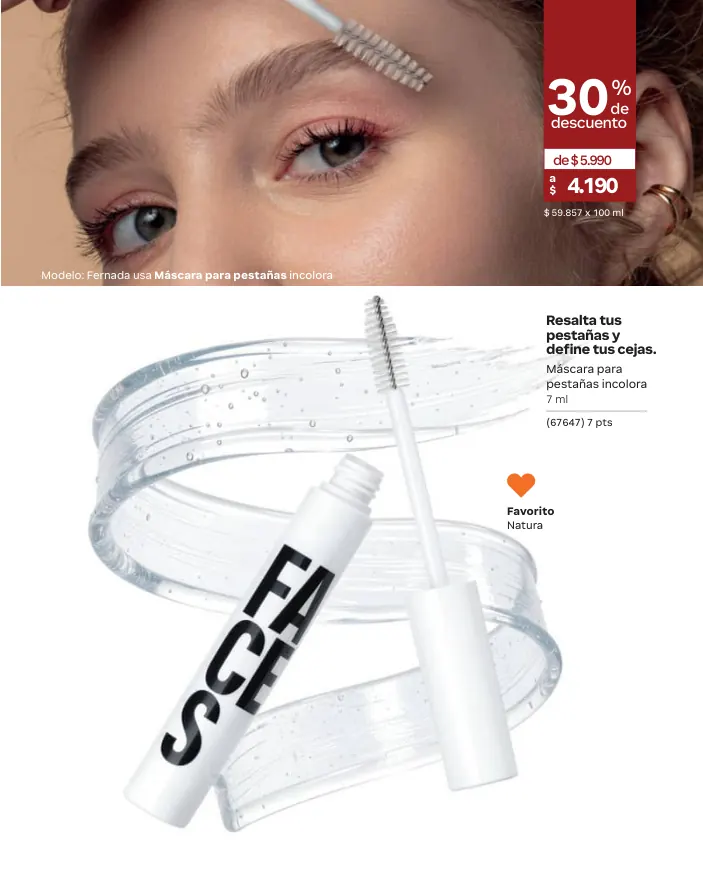 30% de
descuento
de $ 5.990
a $ 4.190
$ 59.857 x 100 ml
Modelo: Fernada usa Máscara para pestañas incolora
Resalta tus
pestañas y
define tus cejas.
Máscara para
pestañas incolora
7 ml
(67647) 7 pts
Favorito
Natura
FA
CE
S